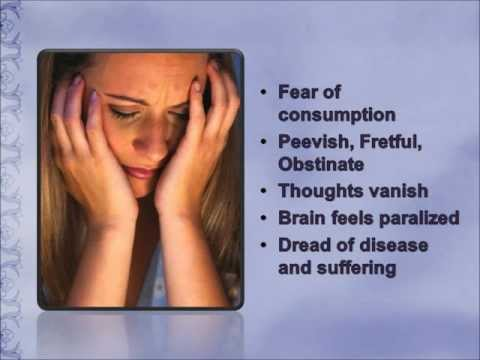 • Fear of
consumption
• Peevish, Fretful,
Obstinate
• Thoughts vanish
• Brain feels paralized
• Dread of disease
and suffering